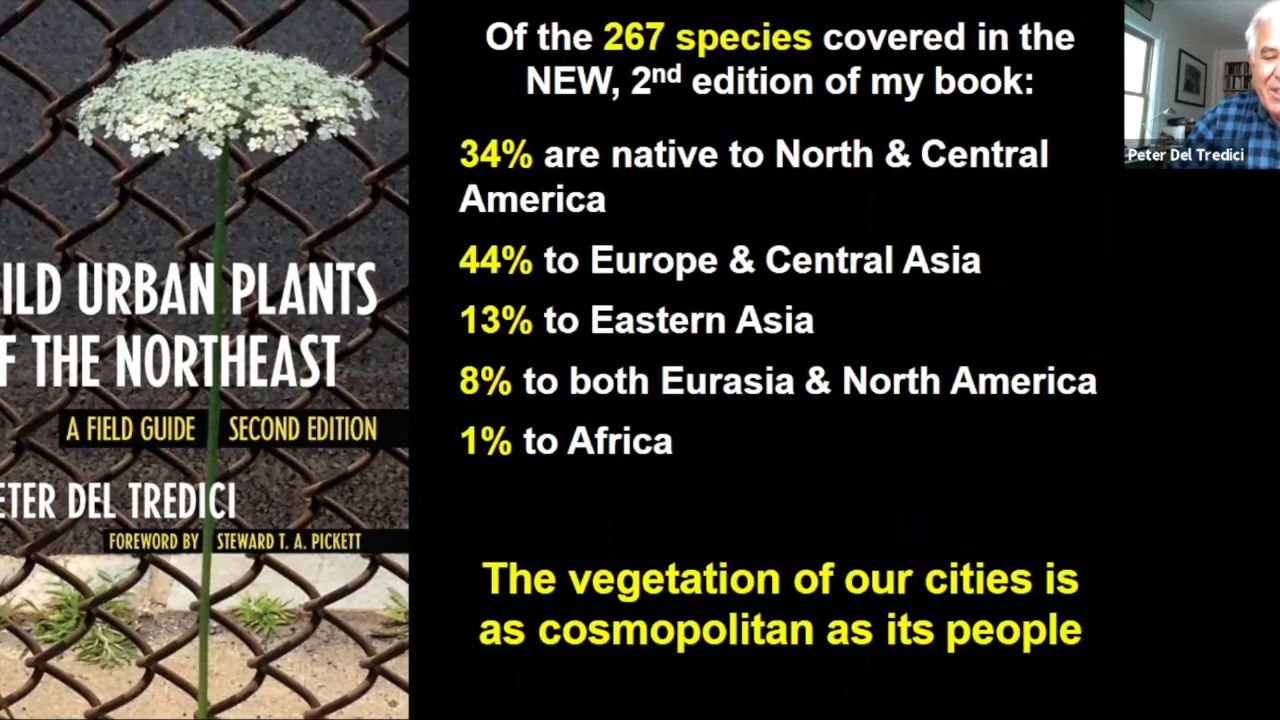 ILD URBAN PLANTS
F THE NORTHEAST
A FIELD GUIDE SECOND EDITION
ETER DEL TREDICI
FOREWORD BY STEWARD T. A. PICKETT
Of the 267 species covered in the
NEW, 2nd edition of my book:
34% are native to North & Central
America
44% to Europe & Central Asia
13% to Eastern Asia
8% to both Eurasia & North America
1% to Africa
The vegetation of our cities is
as cosmopolitan as its people
Peter Del Tredici